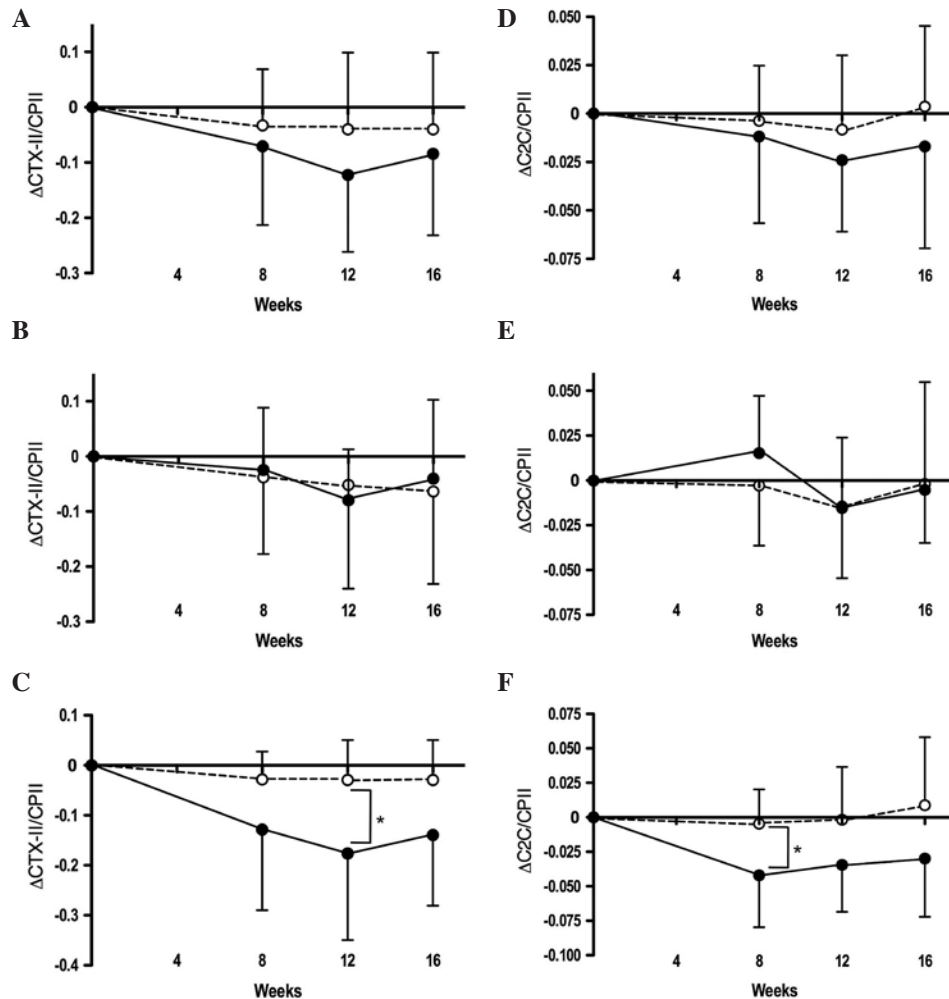 A
ΔCTX-II/CPII
0.1
0
-0.1
-0.2
-0.3
4 8 12 16
Weeks
B
ΔCTX-II/CPII
0.1
0
-0.1
-0.2
-0.3
4 8 12 16
Weeks
C
ΔCTX-II/CPII
0.1
0
-0.1
-0.2
-0.3
-0.4
*
4 8 12 16
Weeks
D
ΔC2C/CPII
0.050
0.025
0
-0.025
-0.050
-0.075
4 8 12 16
Weeks
E
ΔC2C/CPII
0.050
0.025
0
-0.025
-0.050
-0.075
4 8 12 16
Weeks
F
ΔC2C/CPII
0.075
0.050
0.025
0
-0.025
-0.050
-0.075
-0.100
*
4 8 12 16
Weeks